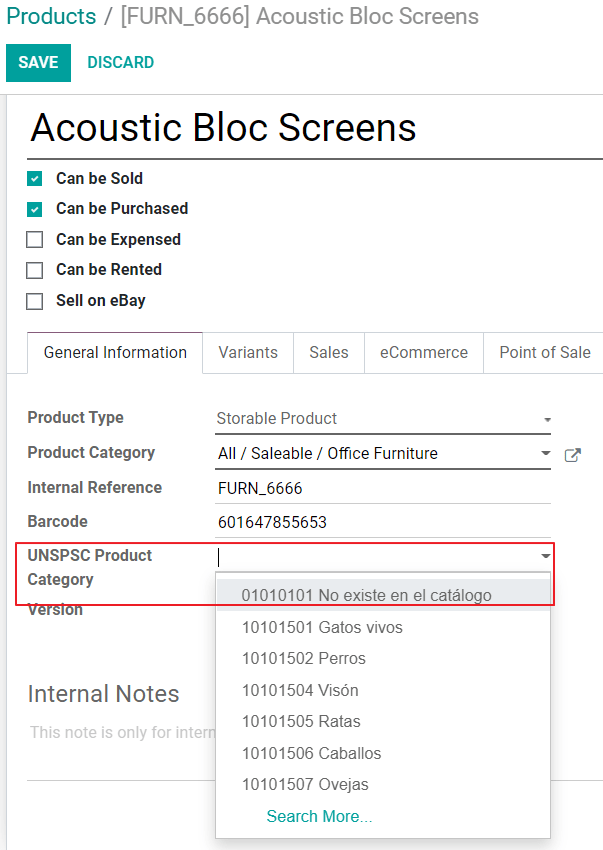 Products / [FURN_6666] Acoustic Bloc Screens
SAVE DISCARD
Acoustic Bloc Screens
Can be Sold
Can be Purchased
Can be Expensed
Can be Rented
Sell on eBay
General Information Variants Sales eCommerce Point of Sale
Product Type Storable Product
Product Category All / Saleable / Office Furniture
Internal Reference FURN_6666
Barcode 601647855653
UNSPSC Product
Category
01010101 No existe en el catálogo
Version
10101501 Gatos vivos
10101502 Perros
10101504 Visón
Internal Notes
10101505 Ratas
This note is only for intern
10101506 Caballos
10101507 Ovejas
Search More...